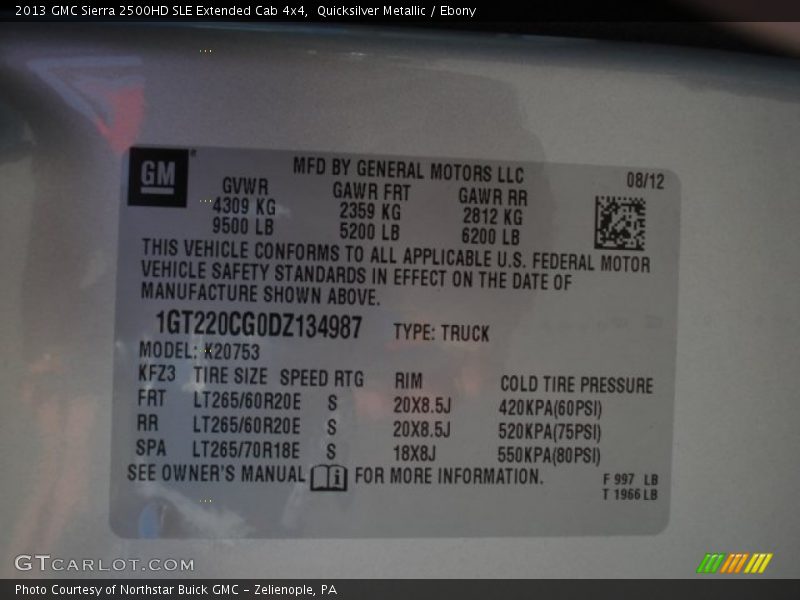 2013 GMC Sierra 2500HD SLE Extended Cab 4x4, Quicksilver Metallic / Ebony
GM
MFD BY GENERAL MOTORS LLC
08/12
GVWR GAWR FRT GAWR RR
4309 KG 2359 KG 2812 KG
9500 LB 5200 LB 6200 LB
THIS VEHICLE CONFORMS TO ALL APPLICABLE U.S. FEDERAL MOTOR
VEHICLE SAFETY STANDARDS IN EFFECT ON THE DATE OF
MANUFACTURE SHOWN ABOVE.
1GT220CG0DZ134987 TYPE: TRUCK
MODEL: K20753
KFZ3 TIRE SIZE SPEED RTG RIM COLD TIRE PRESSURE
FRT LT265/60R20E S 20X8.5J 420KPA(60PSI)
RR LT265/60R20E S 20X8.5J 520KPA(75PSI)
SPA LT265/70R18E S 18X8J 550KPA(80PSI)
SEE OWNER'S MANUAL i FOR MORE INFORMATION.
F 997 LB
T 1966 LB
GTCARLOT.COM
Photo Courtesy of Northstar Buick GMC - Zelienople, PA